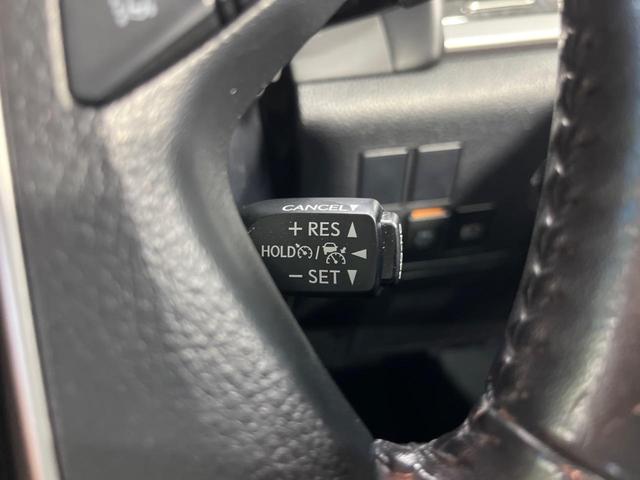 CANCEL▼
+ RES ▲
HOLD / ◄
− SET ▼